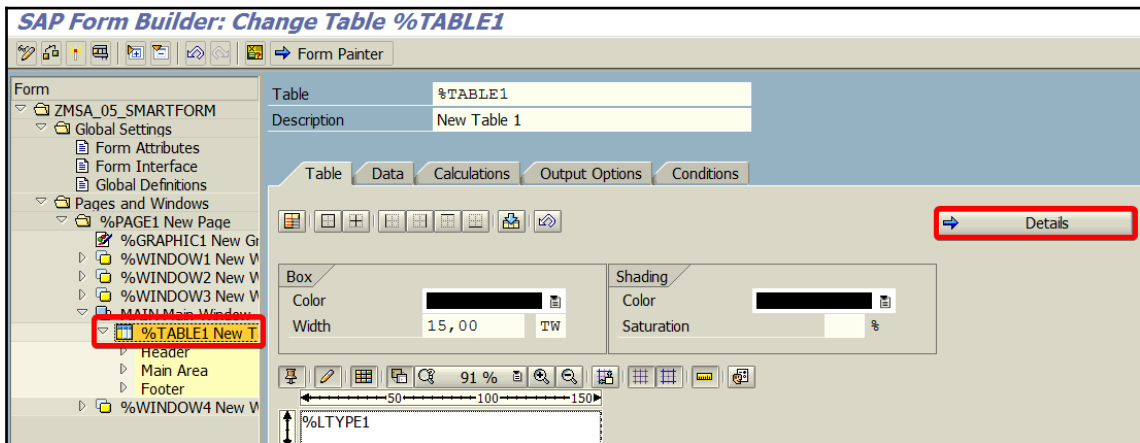 SAP Form Builder: Change Table %TABLE1
Form Painter
Form
ZMSA_05_SMARTFORM
Global Settings
Form Attributes
Form Interface
Global Definitions
Pages and Windows
%PAGE1 New Page
%GRAPHIC1 New Gr
%WINDOW1 New W
%WINDOW2 New W
%WINDOW3 New W
MAIN Main Window
%TABLE1 New T
Header
Main Area
Footer
%WINDOW4 New W
Table %TABLE1
Description New Table 1
Table Data Calculations Output Options Conditions
Details
Box Shading
Color Color
Width 15,00 TW Saturation %
91 %
50 100 150
%LTYPE1